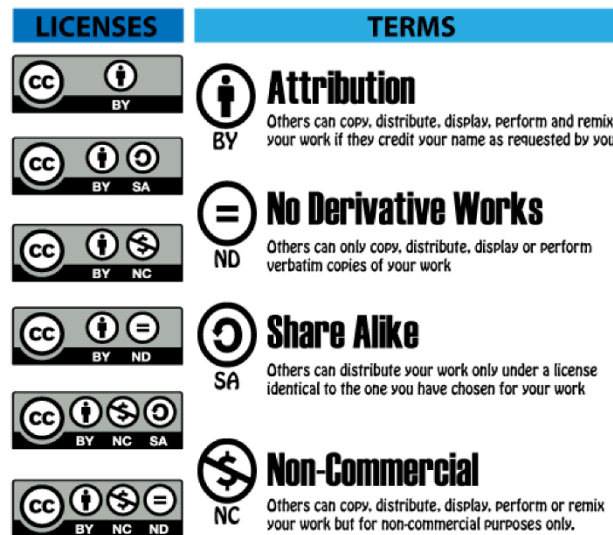 LICENSES
TERMS
cc
BY
cc
BY SA
cc
BY NC
cc
BY ND
cc
BY NC SA
cc
BY NC ND
BY
Attribution
Others can copy, distribute, display, perform and remix
your work if they credit your name as requested by you
ND
No Derivative Works
Others can only copy, distribute, display or perform
verbatim copies of your work
SA
Share Alike
Others can distribute your work only under a license
identical to the one you have chosen for your work
NC
Non-Commercial
Others can copy, distribute, display, perform or remix
your work but for non-commercial purposes only.